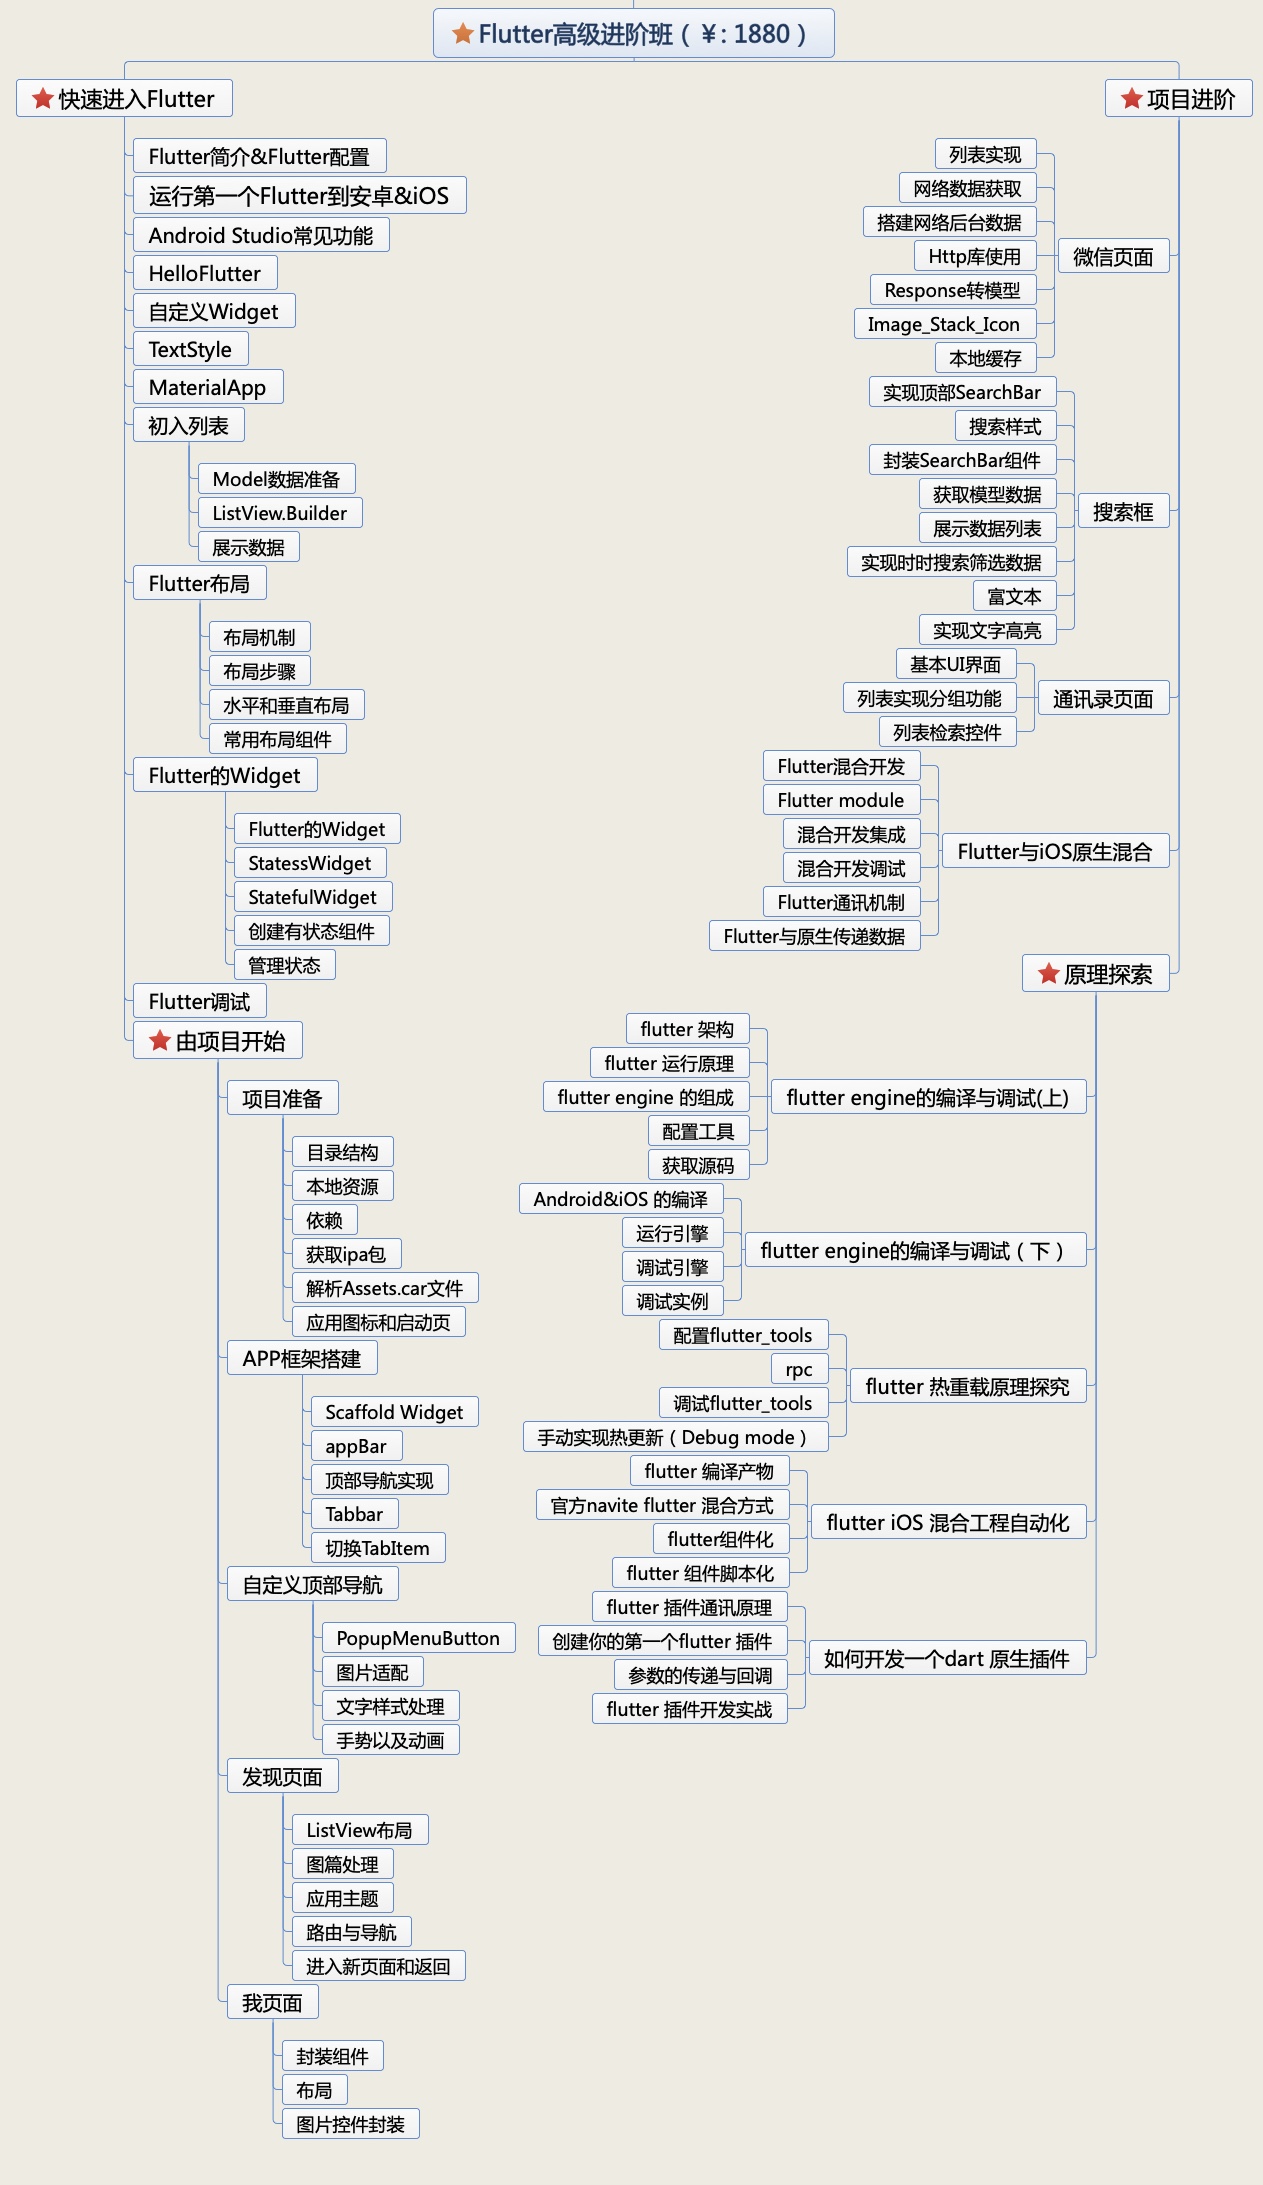 Flutter高级进阶班（￥: 1880）
快速进入Flutter
Flutter简介&Flutter配置
运行第一个Flutter到安卓&iOS
Android Studio常见功能
HelloFlutter
自定义Widget
TextStyle
MaterialApp
初入列表
Model数据准备
ListView.Builder
展示数据
Flutter布局
布局机制
布局步骤
水平和垂直布局
常用布局组件
Flutter的Widget
Flutter的Widget
StatessWidget
StatefulWidget
创建有状态组件
管理状态
Flutter调试
由项目开始
项目准备
目录结构
本地资源
依赖
获取ipa包
解析Assets.car文件
应用图标和启动页
APP框架搭建
Scaffold Widget
appBar
顶部导航实现
Tabbar
切换TabItem
自定义顶部导航
PopupMenuButton
图片适配
文字样式处理
手势以及动画
发现页面
ListView布局
图篇处理
应用主题
路由与导航
进入新页面和返回
我页面
封装组件
布局
图片控件封装
项目进阶
微信页面
列表实现
网络数据获取
搭建网络后台数据
Http库使用
Response转模型
Image_Stack_Icon
本地缓存
搜索框
实现顶部SearchBar
搜索样式
封装SearchBar组件
获取模型数据
展示数据列表
实现时时搜索筛选数据
富文本
实现文字高亮
通讯录页面
基本UI界面
列表实现分组功能
列表检索控件
Flutter与iOS原生混合
Flutter混合开发
Flutter module
混合开发集成
混合开发调试
Flutter通讯机制
Flutter与原生传递数据
原理探索
flutter engine的编译与调试(上)
flutter 架构
flutter 运行原理
flutter engine 的组成
配置工具
获取源码
flutter engine的编译与调试（下）
Android&iOS 的编译
运行引擎
调试引擎
调试实例
flutter 热重载原理探究
配置flutter_tools
rpc
调试flutter_tools
手动实现热更新（Debug mode）
flutter iOS 混合工程自动化
flutter 编译产物
官方navite flutter 混合方式
flutter组件化
flutter 组件脚本化
如何开发一个dart 原生插件
flutter 插件通讯原理
创建你的第一个flutter 插件
参数的传递与回调
flutter 插件开发实战